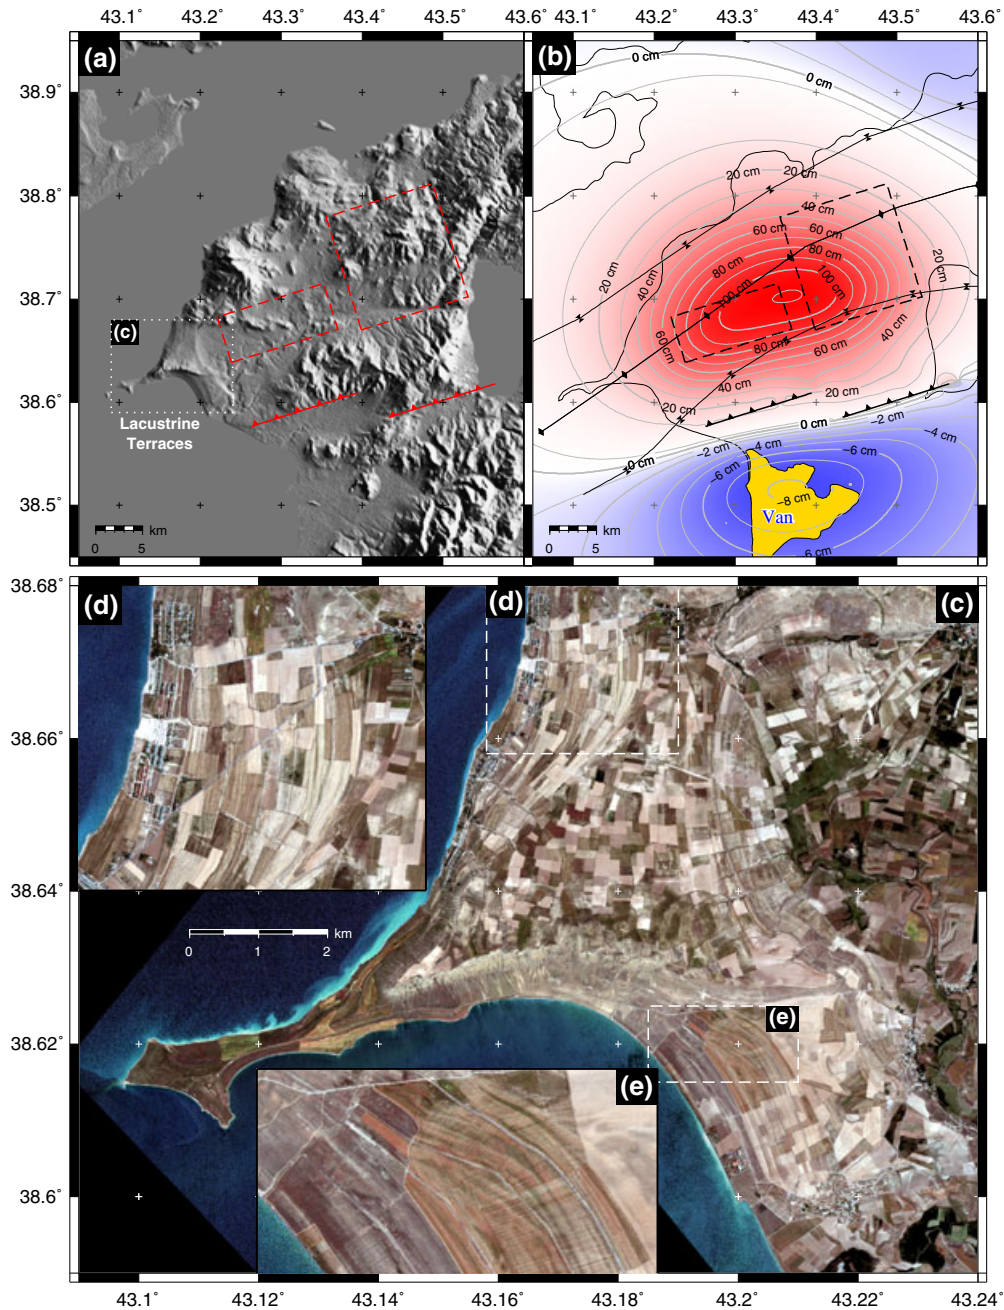 43.1° 43.2° 43.3° 43.4° 43.5° 43.6°
43.1° 43.2° 43.3° 43.4° 43.5° 43.6°
(a)
38.9°
38.8°
38.7°
38.6°
38.5°
(c)
Lacustrine
Terraces
km
0 5
(b)
0 cm
0 cm
20 cm
20 cm
40 cm
60 cm
60 cm
80 cm
80 cm
100 cm
100 cm
20 cm
40 cm
20 cm
60 cm
80 cm
60 cm
40 cm
40 cm
20 cm
20 cm
0 cm
−2 cm
−4 cm
−2 cm
−4 cm
−6 cm
0 cm
−6 cm
−8 cm
Van
6 cm
km
0 5
38.68°
38.66°
38.64°
38.62°
38.6°
(d)
(d)
(c)
km
0 1 2
(e)
(e)
43.1° 43.12° 43.14° 43.16° 43.18° 43.2° 43.22° 43.24°